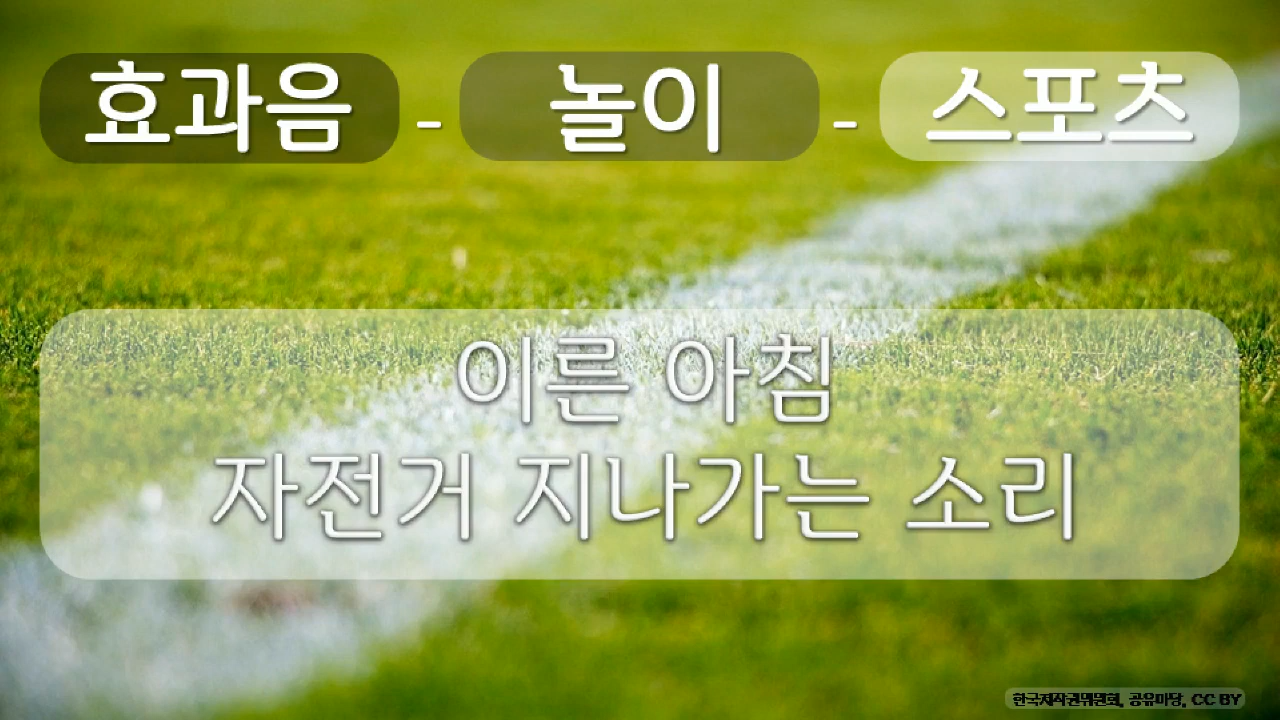 효과음 - 놀이 - 스포츠
이른 아침
자전거 지나가는 소리
한국저작권위원회, 공유마당, CC BY